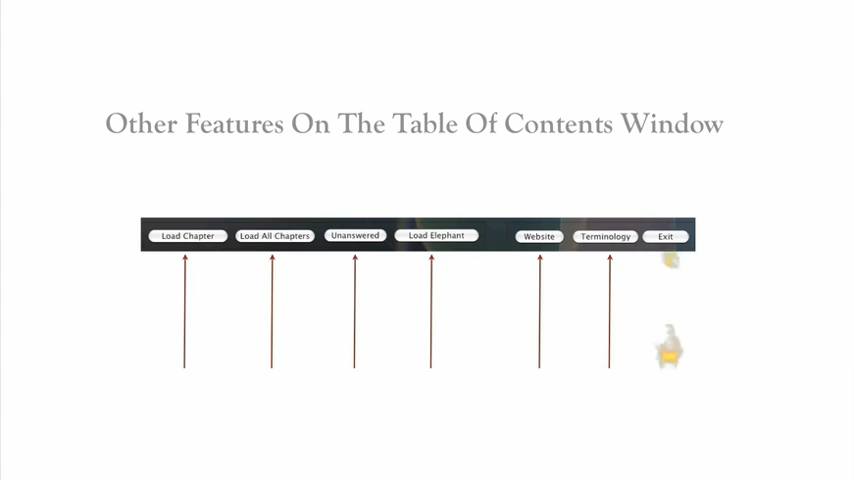 Other Features On The Table Of Contents Window
Load Chapter Load All Chapters Unanswered Load Elephant Website Terminology Exit